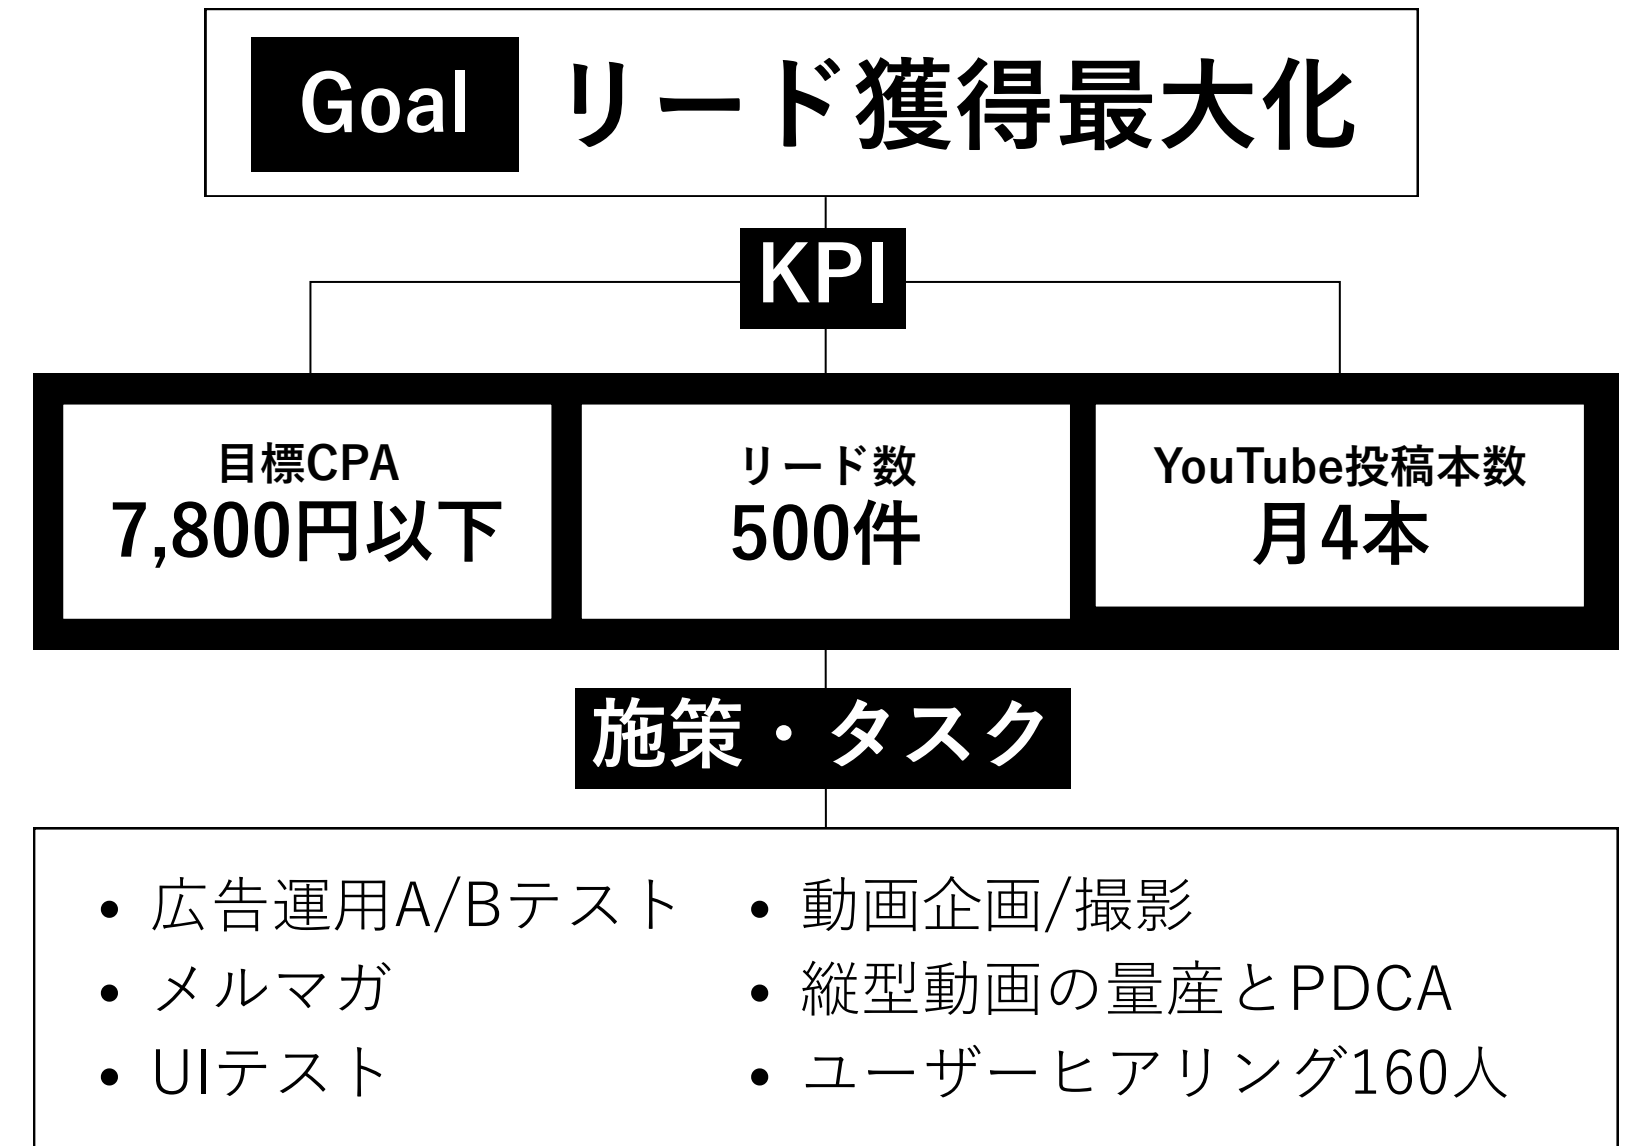 Goal リード獲得最大化
KPI
目標CPA
7,800円以下
リード数
500件
YouTube投稿本数
月4本
施策・タスク
• 広告運用A/Bテスト
• メルマガ
• UIテスト
• 動画企画/撮影
• 縦型動画の量産とPDCA
• ユーザーヒアリング160人